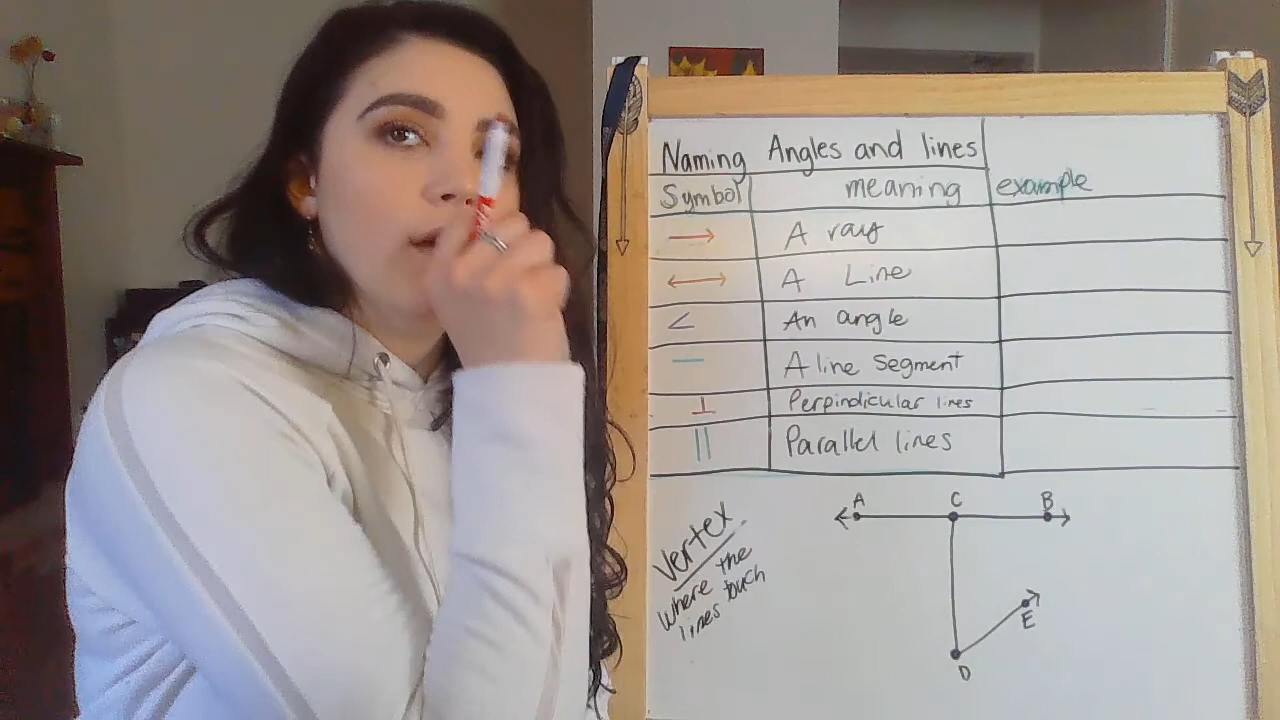 Naming Angles and lines
Symbol meaning example
A ray
A Line
An angle
A line segment
Perpindicular lines
Parallel lines
Vertex
where the
lines touch
A C B
E
D